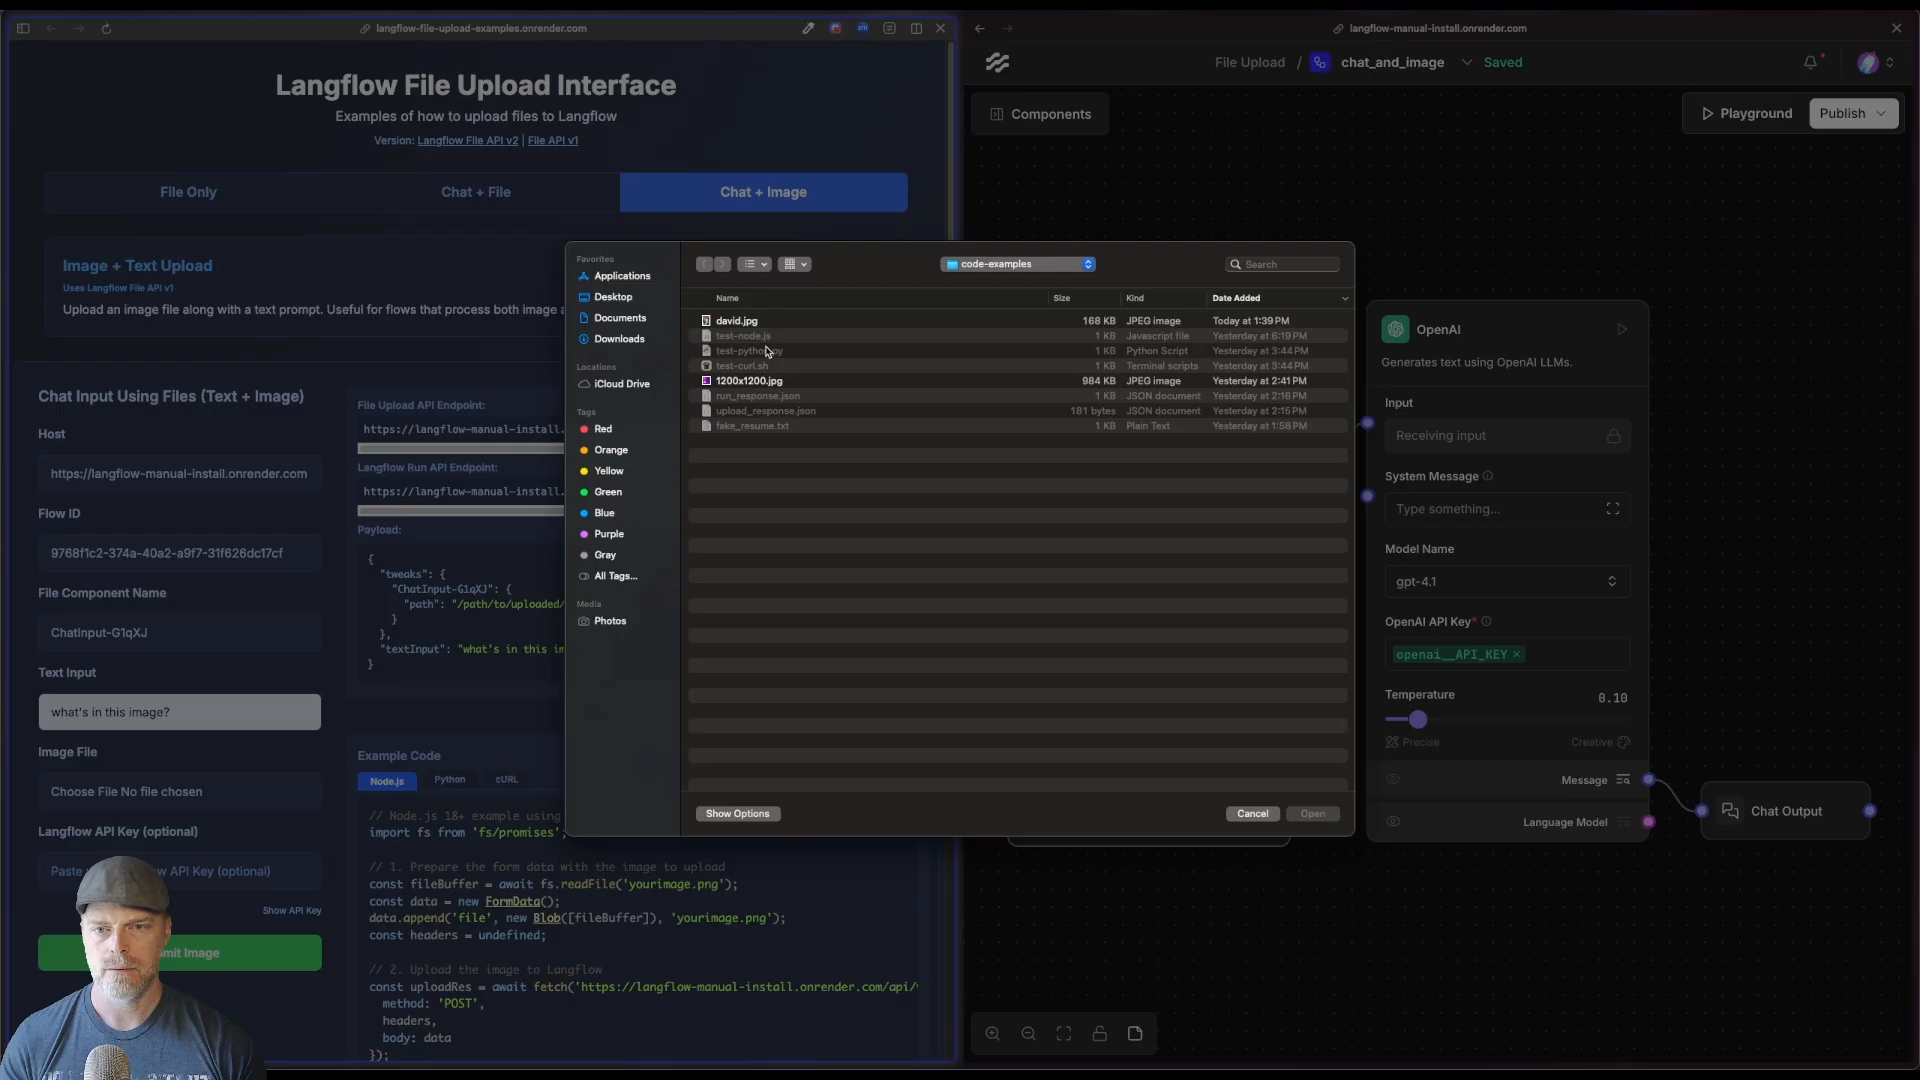 langflow-file-upload-examples.onrender.com
Langflow File Upload Interface
Examples of how to upload files to Langflow
Version: Langflow File API v2 | File API v1
File Only
Chat + File
Chat + Image
Image + Text Upload
Uses Langflow File API v1
Upload an image file along with a text prompt. Useful for flows that process both image a
Chat Input Using Files (Text + Image)
Host
https://langflow-manual-install.onrender.com
Flow ID
9768f1c2-374a-40a2-a9f7-31f626dc17cf
File Component Name
ChatInput-G1qXJ
Text Input
what's in this image?
Image File
Choose File No file chosen
Langflow API Key (optional)
Paste
w API Key (optional)
Show API Key
mit Image
File Upload API Endpoint:
https://langflow-manual-install.
Langflow Run API Endpoint:
https://langflow-manual-install.
Payload:
{
"tweaks": {
"ChatInput-G1qXJ": {
"path": "/path/to/uploaded/
}
},
"textInput": "what's in this im
}
Example Code
Node.js
Python
cURL
// Node.js 18+ example using
import fs from 'fs/promises';
// 1. Prepare the form data with the image to upload
const fileBuffer = await fs.readFile('yourimage.png');
const data = new FormData();
data.append('file', new Blob([fileBuffer]), 'yourimage.png');
const headers = undefined;
// 2. Upload the image to Langflow
const uploadRes = await fetch('https://langflow-manual-install.onrender.com/api/
method: 'POST',
headers,
body: data
});
Favorites
Applications
Desktop
Documents
Downloads
Locations
iCloud Drive
Tags
Red
Orange
Yellow
Green
Blue
Purple
Gray
All Tags...
Media
Photos
code-examples
Search
Name Size Kind Date Added
david.jpg 168 KB JPEG image Today at 1:39 PM
test-node.js 1 KB Javascript file Yesterday at 6:19 PM
test-python.py 1 KB Python Script Yesterday at 3:44 PM
test-curl.sh 1 KB Terminal scripts Yesterday at 3:44 PM
1200x1200.jpg 984 KB JPEG image Yesterday at 2:41 PM
run_response.json 1 KB JSON document Yesterday at 2:16 PM
upload_response.json 181 bytes JSON document Yesterday at 2:15 PM
fake_resume.txt 1 KB Plain Text Yesterday at 1:58 PM
Show Options
Cancel
Open
langflow-manual-install.onrender.com
File Upload / chat_and_image Saved
Components
Playground
Publish
OpenAI
Generates text using OpenAI LLMs.
Input
Receiving input
System Message
Type something...
Model Name
gpt-4.1
OpenAI API Key*
openai__API_KEY ×
Temperature 0.10
Precise Creative
Message
Language Model
Chat Output